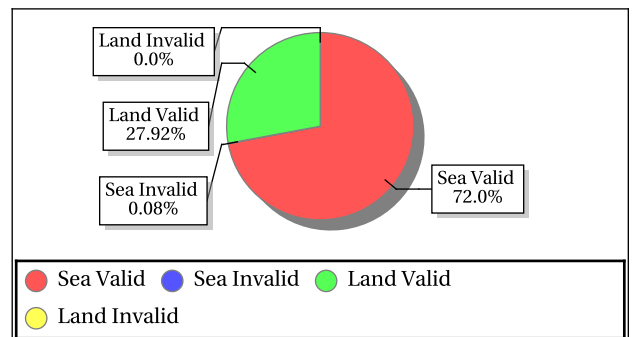 Land Invalid
0.0%
Land Valid
27.92%
Sea Invalid
0.08%
Sea Valid
72.0%
Sea Valid Sea Invalid Land Valid
Land Invalid